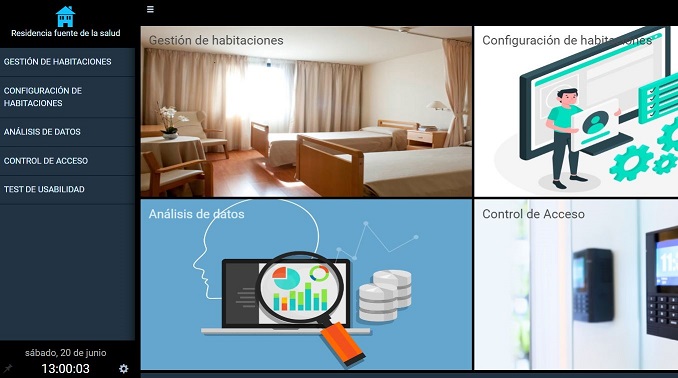 Residencia fuente de la salud
GESTIÓN DE HABITACIONES
CONFIGURACIÓN DE
HABITACIONES
ANÁLISIS DE DATOS
CONTROL DE ACCESO
TEST DE USABILIDAD
sábado, 20 de junio
13:00:03
Gestión de habitaciones
Configuración de habitaciones
Análisis de datos
Control de Acceso